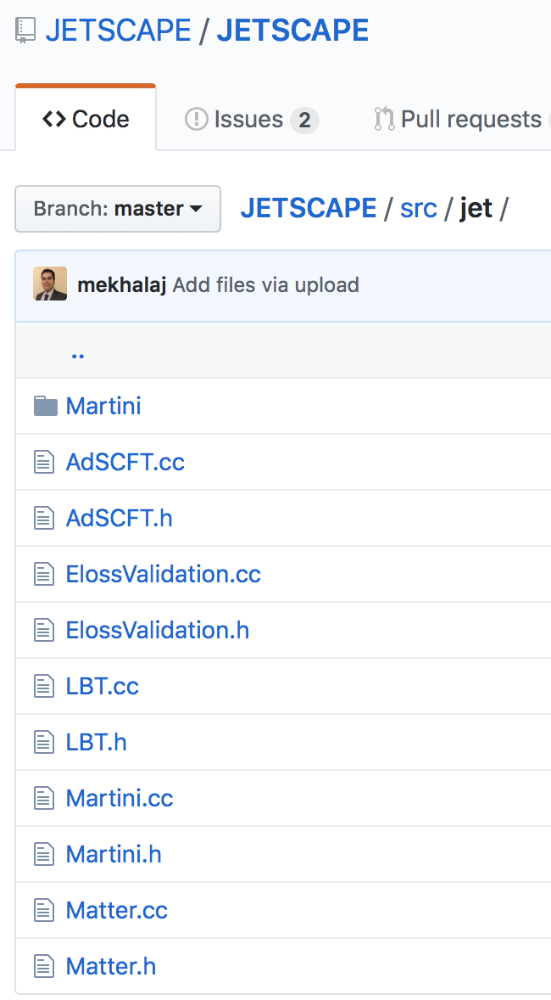 JETSCAPE / JETSCAPE
Code Issues 2 Pull requests
Branch: master JETSCAPE / src / jet /
mekhalaj Add files via upload
..
Martini
AdSCFT.cc
AdSCFT.h
ElossValidation.cc
ElossValidation.h
LBT.cc
LBT.h
Martini.cc
Martini.h
Matter.cc
Matter.h